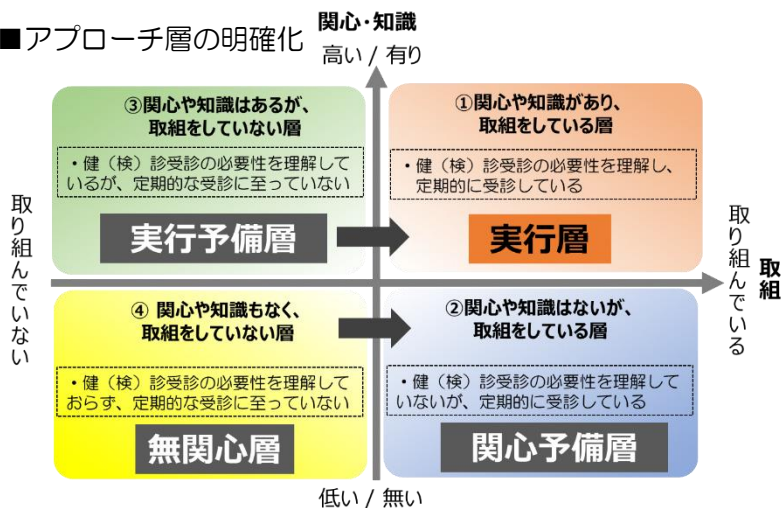 ■アプローチ層の明確化
関心・知識
高い / 有り
③関心や知識はあるが、
取組をしていない層
・健（検）診受診の必要性を理解して
いるが、定期的な受診に至っていない
実行予備層
①関心や知識があり、
取組をしている層
・健（検）診受診の必要性を理解し、
定期的に受診している
実行層
取り組んでいない
取り組んでいる
取組
④ 関心や知識もなく、
取組をしていない層
・健（検）診受診の必要性を理解して
おらず、定期的な受診に至っていない
無関心層
②関心や知識はないが、
取組をしている層
・健（検）診受診の必要性を理解して
いないが、定期的に受診している
関心予備層
低い / 無い